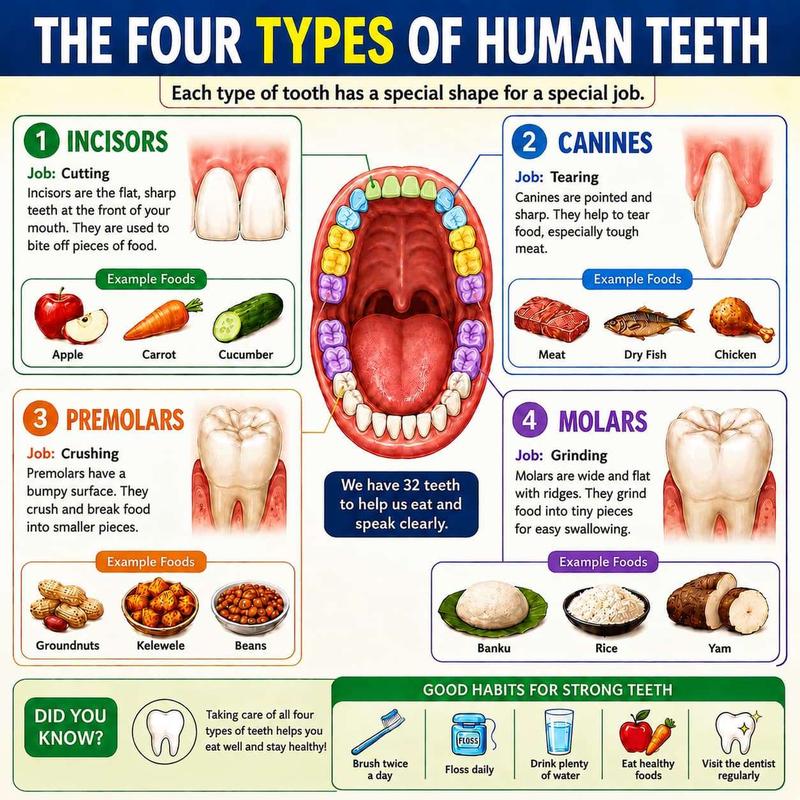 THE FOUR TYPES OF HUMAN TEETH
Each type of tooth has a special shape for a special job.
1 INCISORS
Job: Cutting
Incisors are the flat, sharp
teeth at the front of your
mouth. They are used to
bite off pieces of food.
Example Foods
Apple
Carrot
Cucumber
2 CANINES
Job: Tearing
Canines are pointed and
sharp. They help to tear
food, especially tough
meat.
Example Foods
Meat
Dry Fish
Chicken
3 PREMOLARS
Job: Crushing
Premolars have a
bumpy surface. They
crush and break food
into smaller pieces.
Example Foods
Groundnuts
Kelewele
Beans
We have 32 teeth
to help us eat and
speak clearly.
4 MOLARS
Job: Grinding
Molars are wide and flat
with ridges. They grind
food into tiny pieces
for easy swallowing.
Example Foods
Banku
Rice
Yam
DID YOU
KNOW?
Taking care of all four
types of teeth helps you
eat well and stay healthy!
GOOD HABITS FOR STRONG TEETH
Brush twice
a day
FLOSS
Floss daily
Drink plenty
of water
Eat healthy
foods
Visit the dentist
regularly